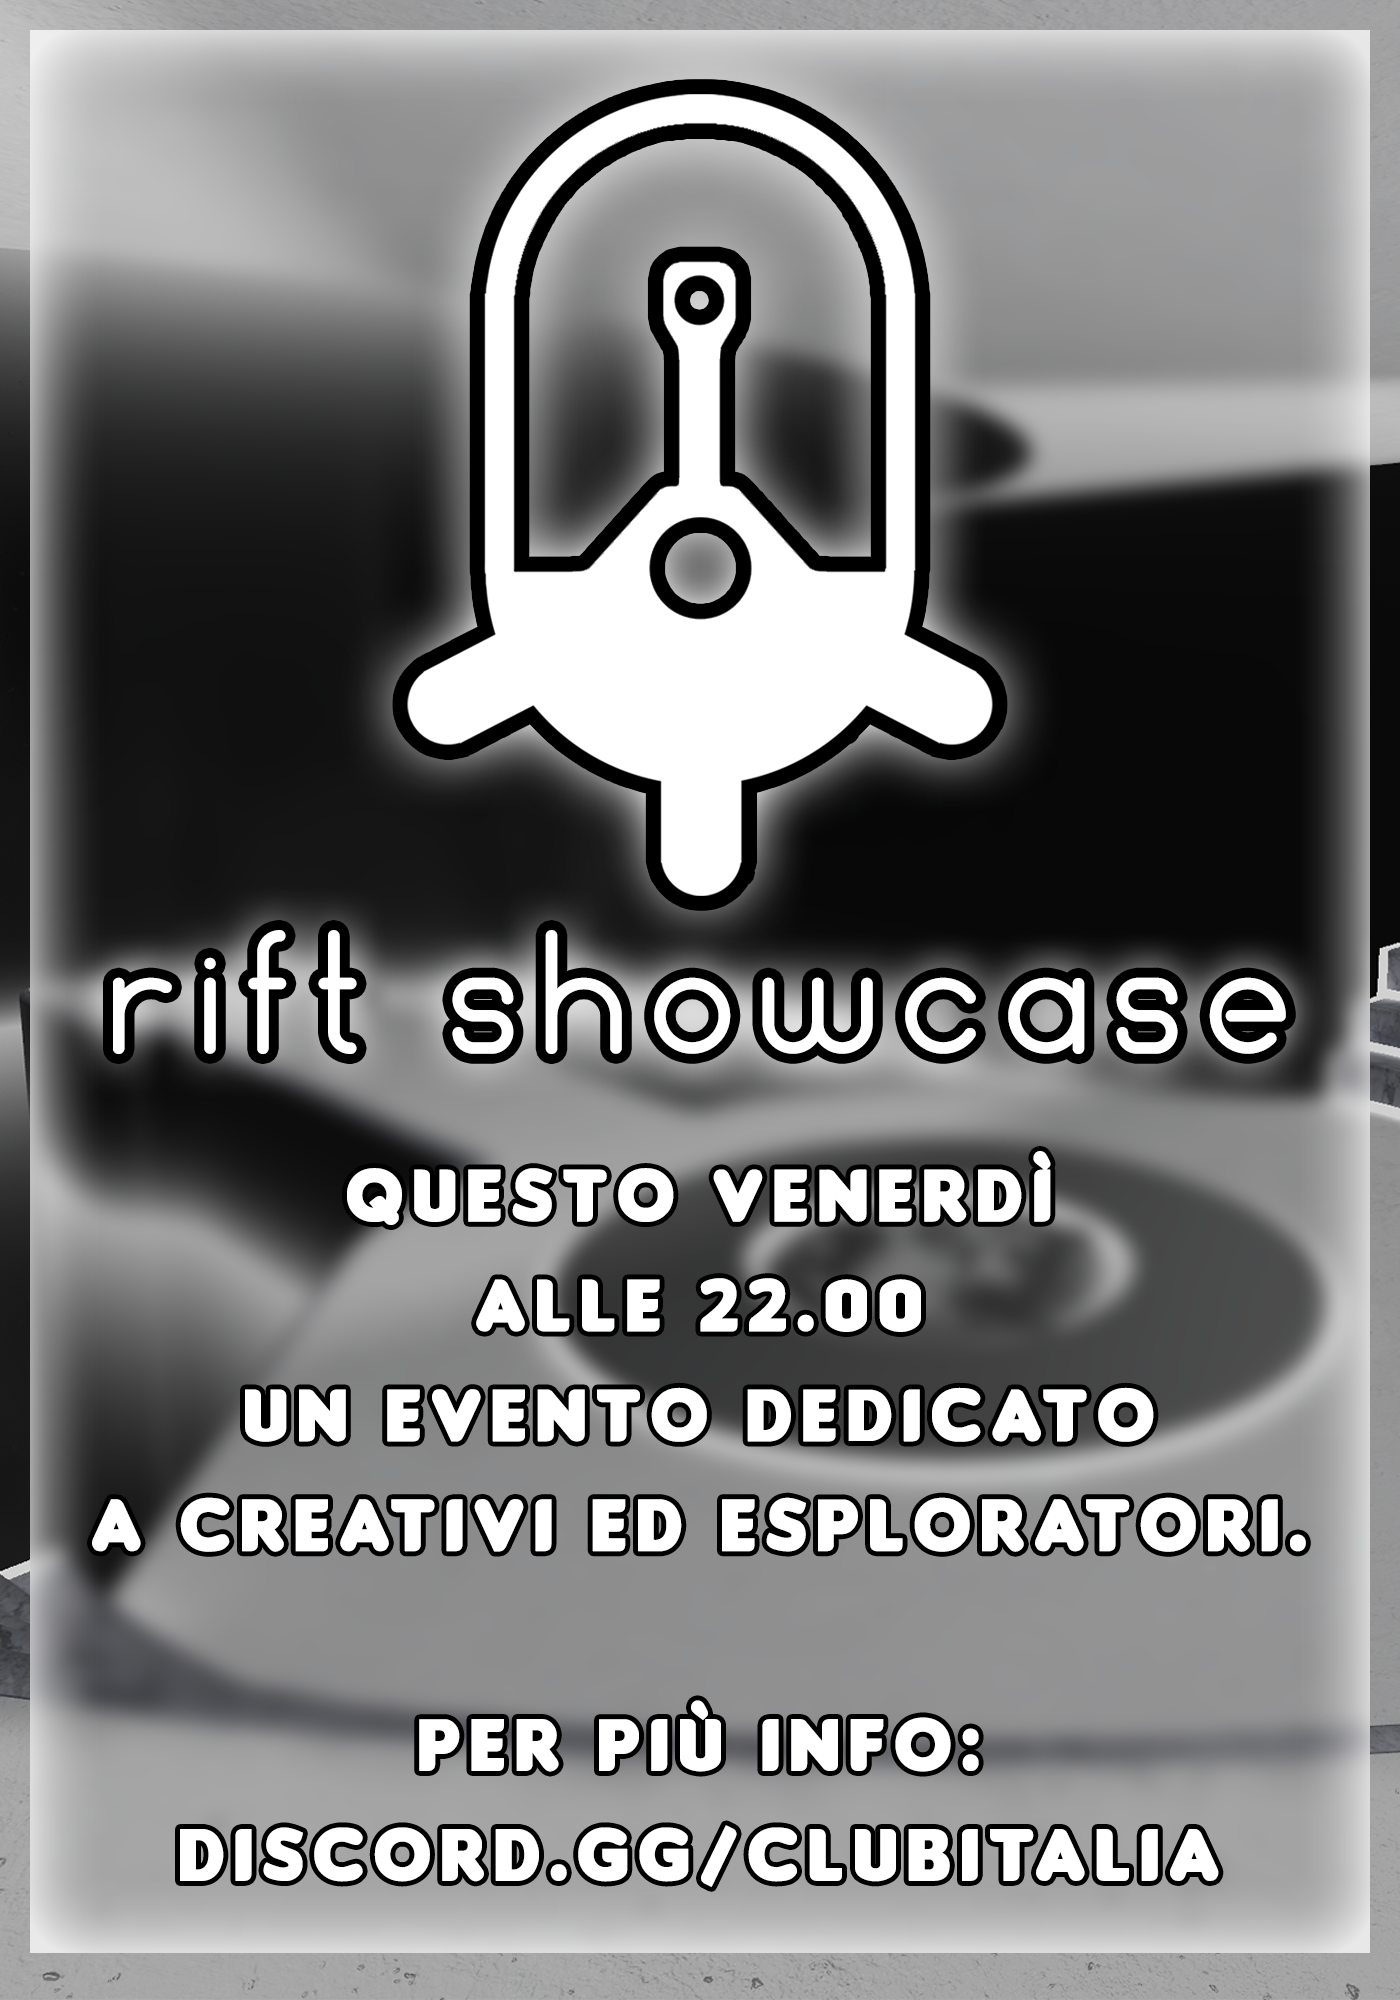 rift showcase
QUESTO VENERDÌ
ALLE 22.00
UN EVENTO DEDICATO
A CREATIVI ED ESPLORATORI.
PER PIÙ INFO:
DISCORD.GG/CLUBITALIA